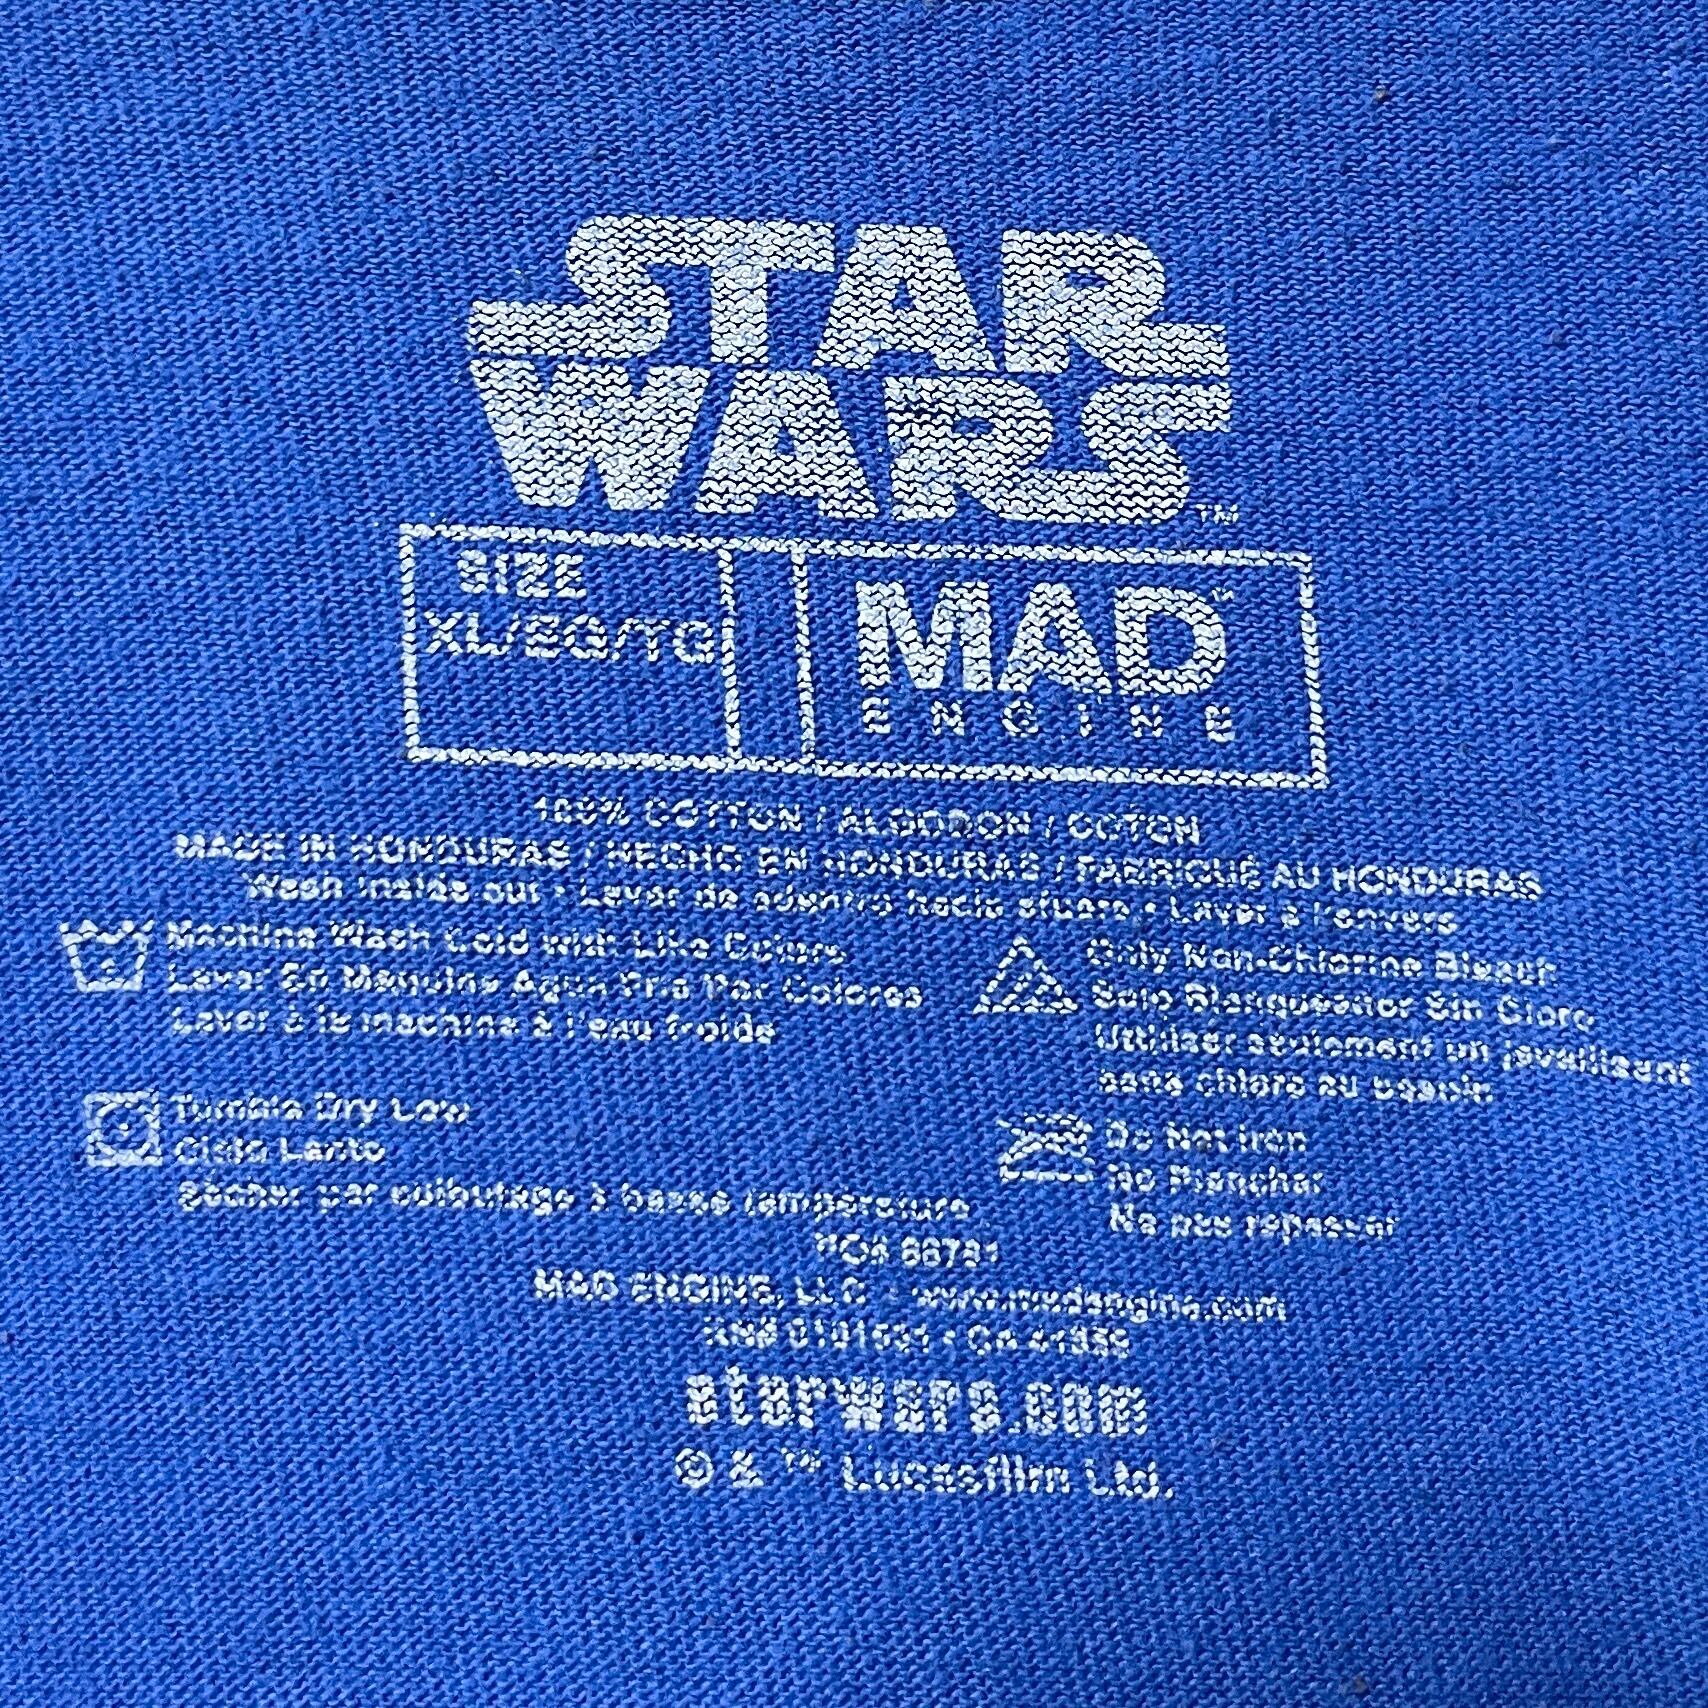 STAR
WARS™
SIZE
XL/EG/TG
MAD™
ENGINE
100% COTTON / ALGODON / COTON
MADE IN HONDURAS / HECHO EN HONDURAS / FABRIQUÉ AU HONDURAS
Wash inside out • Lavar de adentro hacia afuera • Laver à l'envers
Machine Wash Cold with Like Colors
Lavar En Maquina Agua Fria Por Colores
Laver à la machine à l'eau froide
Only Non-Chlorine Bleach
Solo Blanqueador Sin Cloro
Utiliser seulement un javellisant
sans chlore au besoin
Tumble Dry Low
Ciclo Lento
Sécher par culbutage à basse température
Do Not Iron
No Planchar
Ne pas repasser
MAD ENGINE, LLC • www.madengine.com
starwars.com
© & ™ Lucasfilm Ltd.